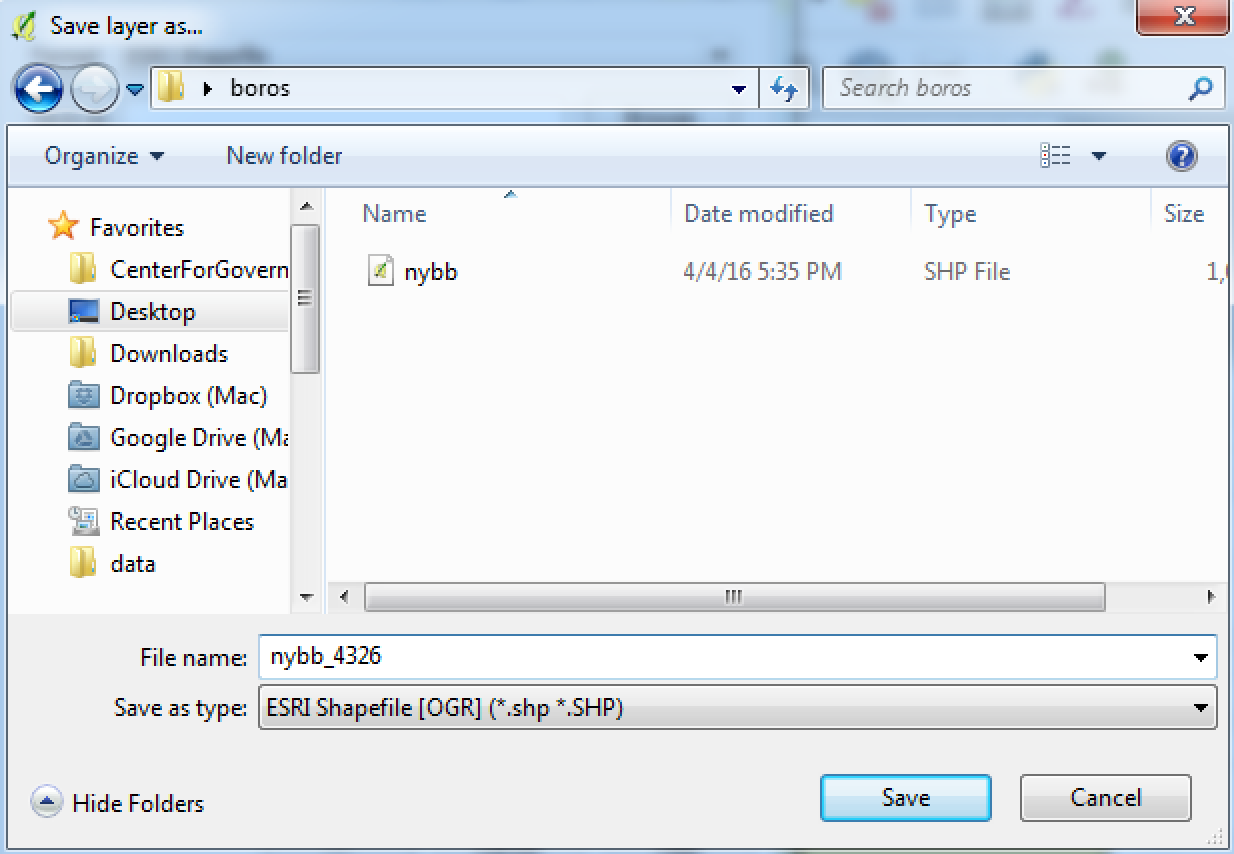 Save layer as...
boros
Search boros
Organize
New folder
Name
Date modified
Type
Size
Favorites
CenterForGovern
Desktop
Downloads
Dropbox (Mac)
Google Drive (Ma
iCloud Drive (Ma
Recent Places
data
nybb
4/4/16 5:35 PM
SHP File
1,
File name:
nybb_4326
Save as type:
ESRI Shapefile [OGR] (*.shp *.SHP)
Hide Folders
Save
Cancel